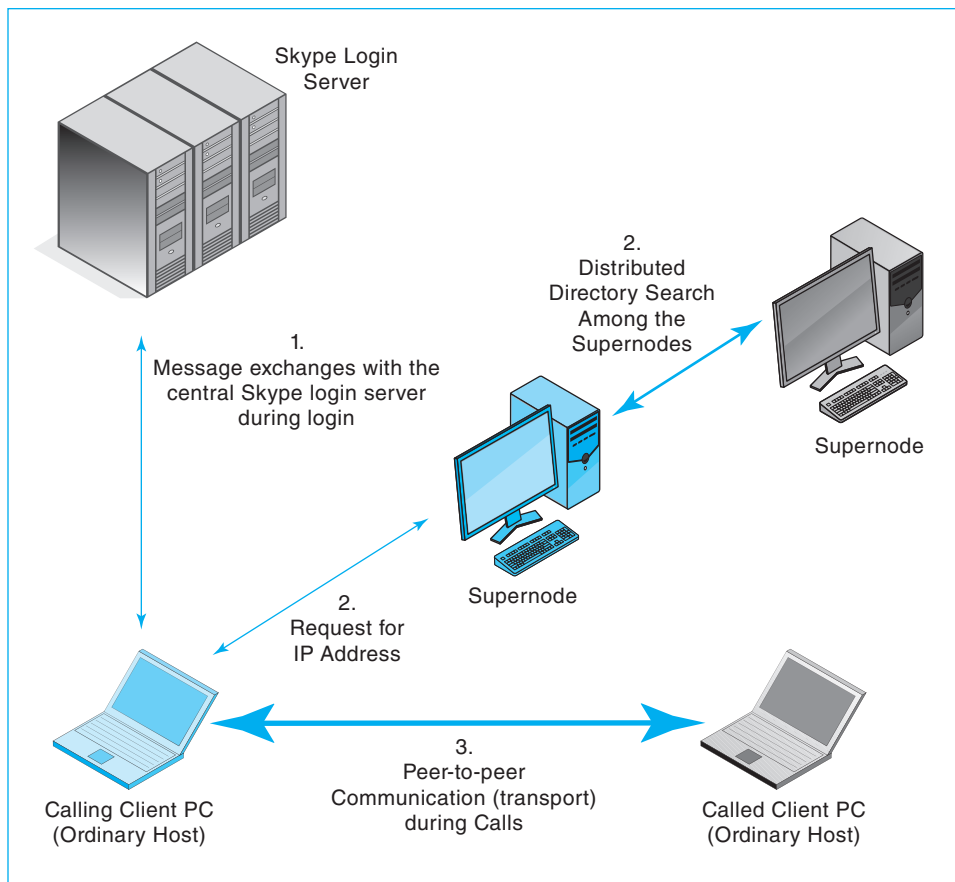 Skype Login
Server
1.
Message exchanges with the
central Skype login server
during login
2.
Distributed
Directory Search
Among the
Supernodes
Supernode
Supernode
2.
Request for
IP Address
3.
Peer-to-peer
Communication (transport)
during Calls
Calling Client PC
(Ordinary Host)
Called Client PC
(Ordinary Host)